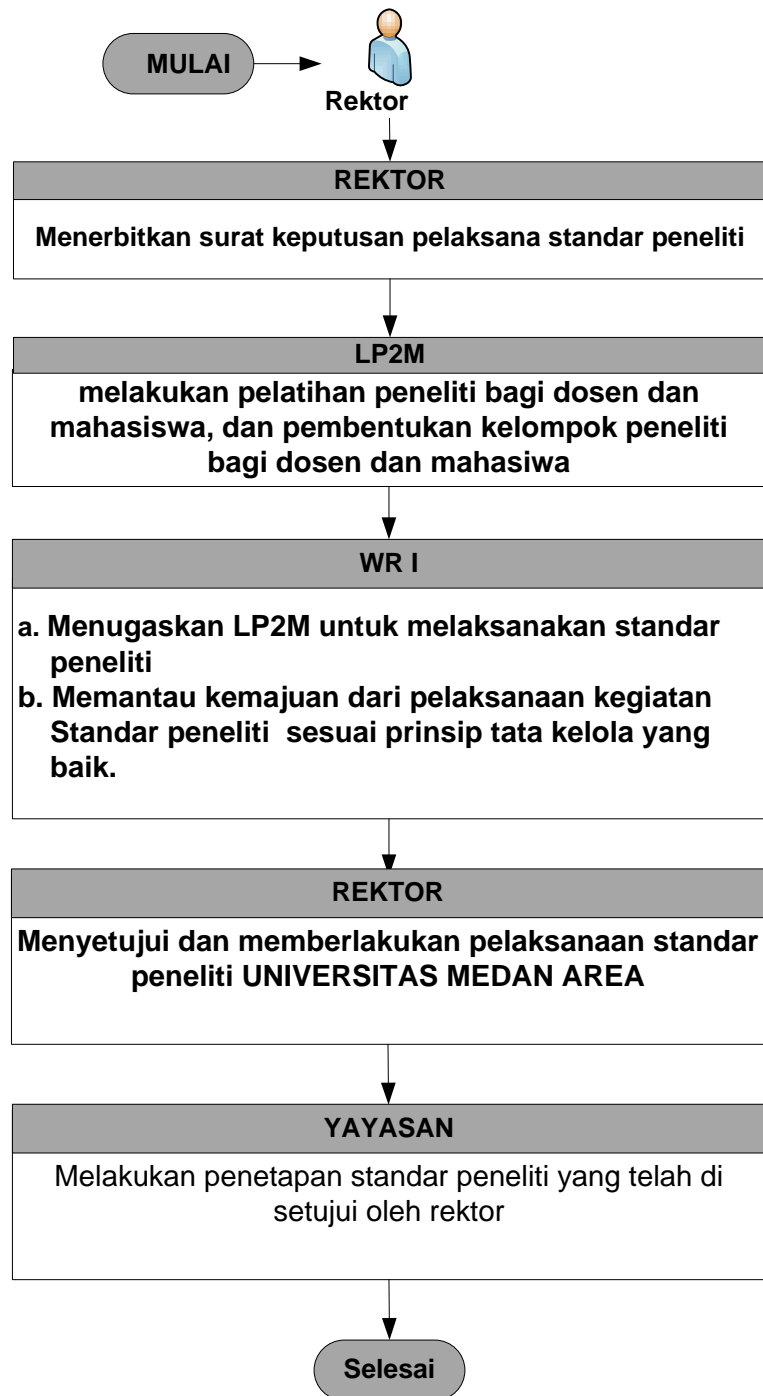 MULAI
Rektor
REKTOR
Menerbitkan surat keputusan pelaksana standar peneliti
LP2M
melakukan pelatihan peneliti bagi dosen dan
mahasiswa, dan pembentukan kelompok peneliti
bagi dosen dan mahasiwa
WR I
a. Menugaskan LP2M untuk melaksanakan standar
peneliti
b. Memantau kemajuan dari pelaksanaan kegiatan
Standar peneliti sesuai prinsip tata kelola yang
baik.
REKTOR
Menyetujui dan memberlakukan pelaksanaan standar
peneliti UNIVERSITAS MEDAN AREA
YAYASAN
Melakukan penetapan standar peneliti yang telah di
setujui oleh rektor
Selesai